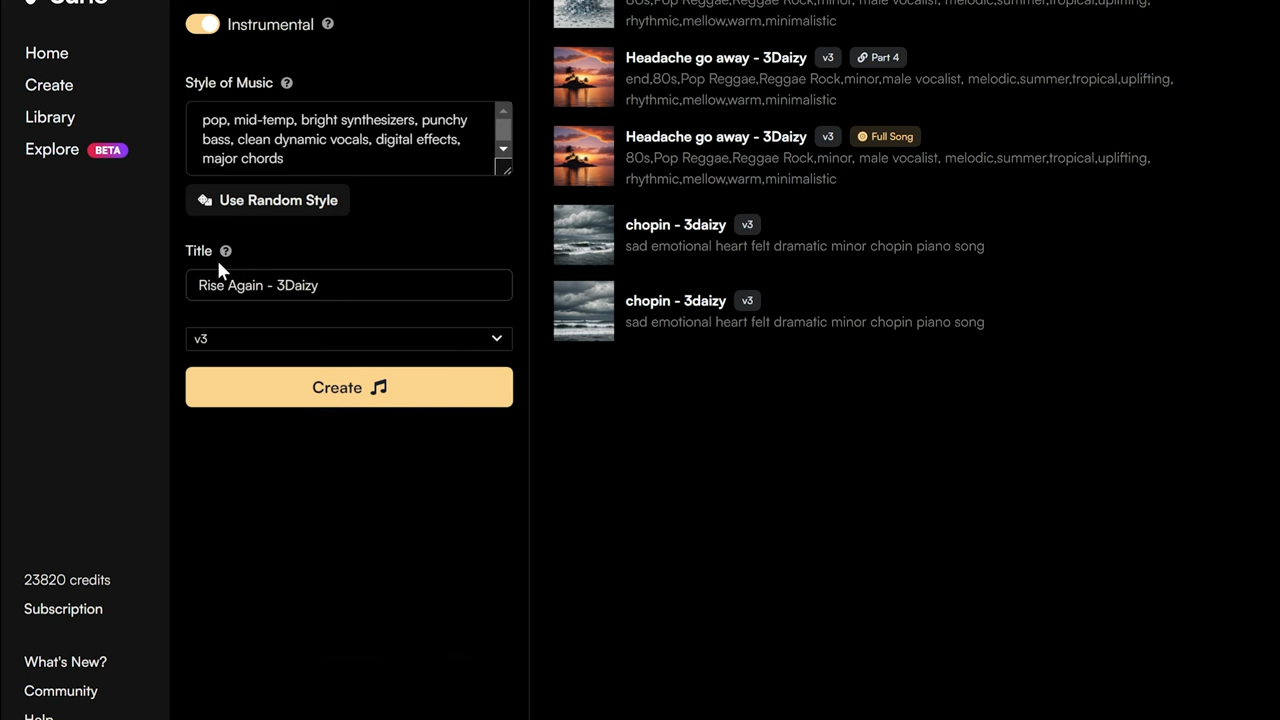 Home
Create
Library
Explore BETA
23820 credits
Subscription
What's New?
Community
Help
Instrumental
Style of Music
pop, mid-temp, bright synthesizers, punchy
bass, clean dynamic vocals, digital effects,
major chords
Use Random Style
Title
Rise Again - 3Daizy
v3
Create
rhythmic,mellow,warm,minimalistic
Headache go away - 3Daizy v3 Part 4
end,80s,Pop Reggae,Reggae Rock,minor,male vocalist, melodic,summer,tropical,uplifting,
rhythmic,mellow,warm,minimalistic
Headache go away - 3Daizy v3 Full Song
80s,Pop Reggae,Reggae Rock,minor, male vocalist, melodic,summer,tropical,uplifting,
rhythmic,mellow,warm,minimalistic
chopin - 3daizy v3
sad emotional heart felt dramatic minor chopin piano song
chopin - 3daizy v3
sad emotional heart felt dramatic minor chopin piano song